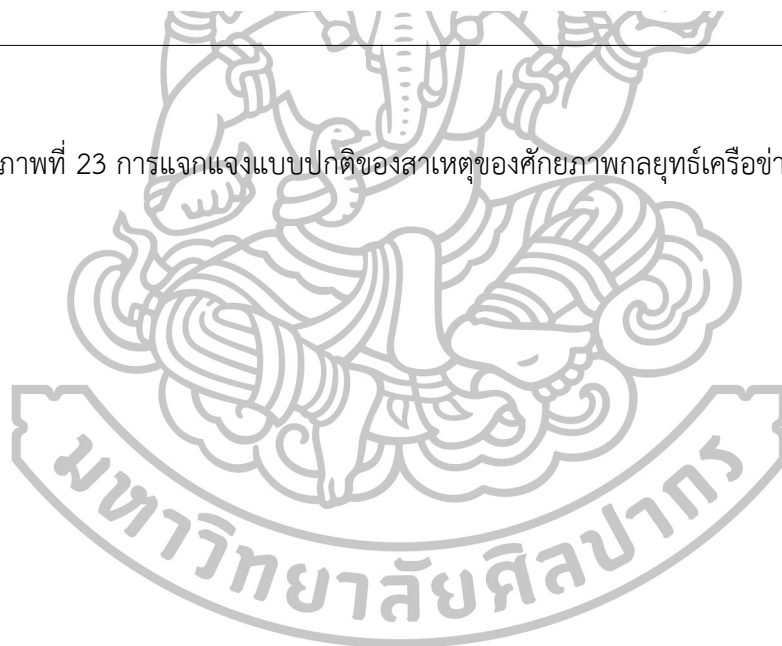 ภาพที่ 23 การแจกแจงแบบปกติของสาเหตุของศักยภาพกลยุทธ์เครือข่า
มหาวิทยาลัยศิลปากร